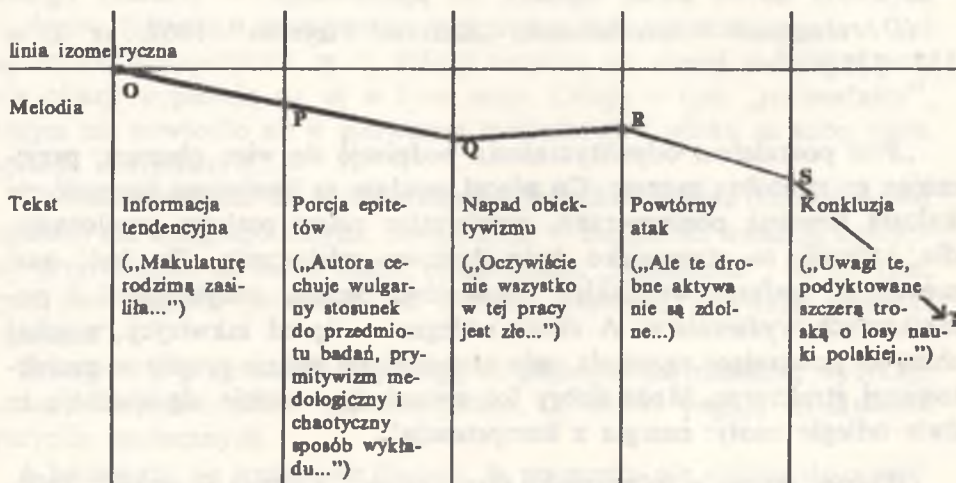 linia izometryczna
O
Melodia
P
Q
R
S
Tekst
Informacja
tendencyjna
(„Makulaturę
rodzimą zasi-
liła...")
Porcja epite-
tów
(„Autora ce-
chuje wulgar-
ny stosunek
do przedmio-
tu badań, pry-
mitywizm me-
dologiczny i
chaotyczny
sposób wykła-
du...")
Napad obiek-
tywizmu
(„Oczywiście
nie wszystko
w tej pracy
jest złe...")
Powtórny
atak
(„Ale te dro-
bne aktywa
nie są zdol-
ne...)
Konkluzja
(„Uwagi te,
podyktowane
szczerą tro-
ską o losy nau-
ki polskiej...")
T